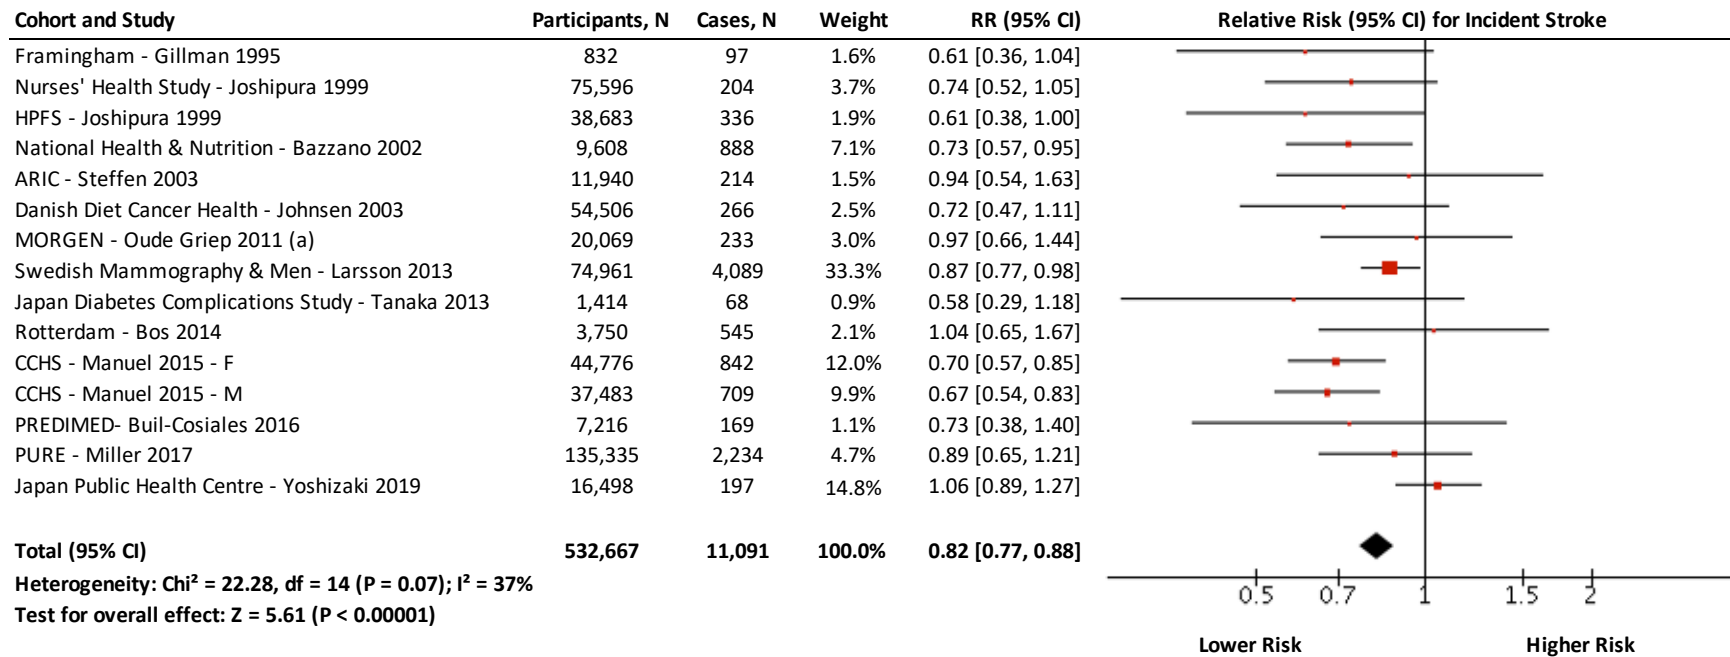 Cohort and Study Participants, N Cases, N Weight RR (95% CI) Relative Risk (95% CI) for Incident Stroke
Framingham - Gillman 1995 832 97 1.6% 0.61 [0.36, 1.04]
Nurses' Health Study - Joshipura 1999 75,596 204 3.7% 0.74 [0.52, 1.05]
HPFS - Joshipura 1999 38,683 336 1.9% 0.61 [0.38, 1.00]
National Health & Nutrition - Bazzano 2002 9,608 888 7.1% 0.73 [0.57, 0.95]
ARIC - Steffen 2003 11,940 214 1.5% 0.94 [0.54, 1.63]
Danish Diet Cancer Health - Johnsen 2003 54,506 266 2.5% 0.72 [0.47, 1.11]
MORGEN - Oude Griep 2011 (a) 20,069 233 3.0% 0.97 [0.66, 1.44]
Swedish Mammography & Men - Larsson 2013 74,961 4,089 33.3% 0.87 [0.77, 0.98]
Japan Diabetes Complications Study - Tanaka 2013 1,414 68 0.9% 0.58 [0.29, 1.18]
Rotterdam - Bos 2014 3,750 545 2.1% 1.04 [0.65, 1.67]
CCHS - Manuel 2015 - F 44,776 842 12.0% 0.70 [0.57, 0.85]
CCHS - Manuel 2015 - M 37,483 709 9.9% 0.67 [0.54, 0.83]
PREDIMED- Buil-Cosiales 2016 7,216 169 1.1% 0.73 [0.38, 1.40]
PURE - Miller 2017 135,335 2,234 4.7% 0.89 [0.65, 1.21]
Japan Public Health Centre - Yoshizaki 2019 16,498 197 14.8% 1.06 [0.89, 1.27]
Total (95% CI) 532,667 11,091 100.0% 0.82 [0.77, 0.88]
Heterogeneity: Chi² = 22.28, df = 14 (P = 0.07); I² = 37%
0.5 0.7 1 1.5 2
Test for overall effect: Z = 5.61 (P < 0.00001)
Lower Risk Higher Risk